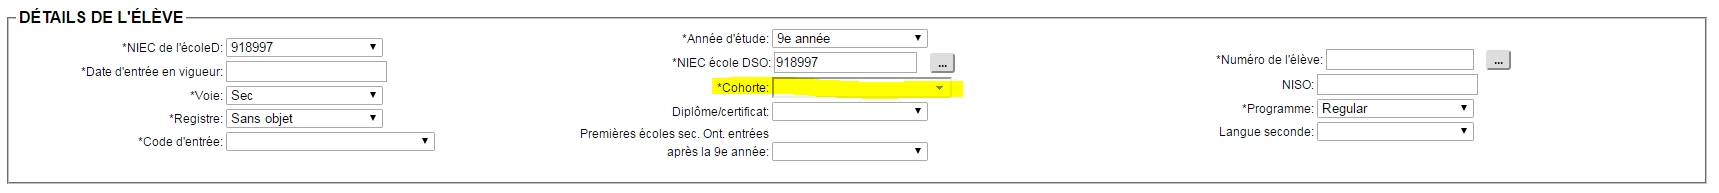 DÉTAILS DE L'ÉLÈVE
*NIEC de l'écoleD: 918997
*Date d'entrée en vigueur:
*Voie: Sec
*Registre: Sans objet
*Code d'entrée:
*Année d'étude: 9e année
*NIEC école DSO: 918997 ...
*Cohorte:
Diplôme/certificat:
Premières écoles sec. Ont. entrées
après la 9e année:
*Numéro de l'élève: ...
NISO:
*Programme: Regular
Langue seconde: